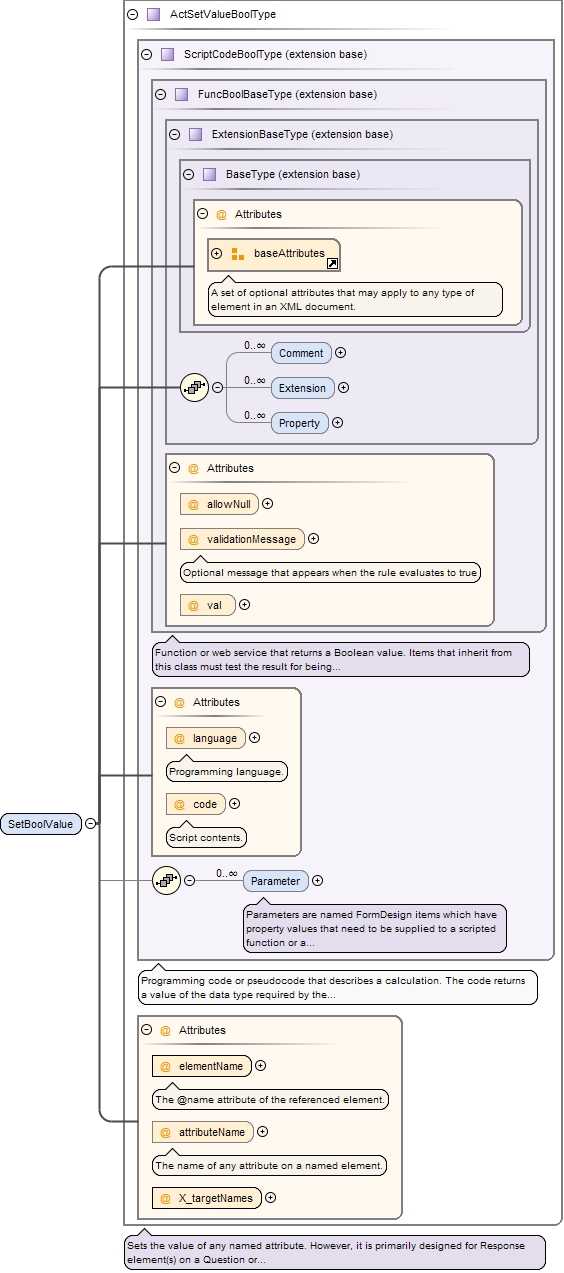 ActSetValueBoolType
ScriptCodeBoolType (extension base)
FuncBoolBaseType (extension base)
ExtensionBaseType (extension base)
BaseType (extension base)
@ Attributes
baseAttributes
A set of optional attributes that may apply to any type of
element in an XML document.
0..∞
Comment
0..∞
Extension
0..∞
Property
@ Attributes
@ allowNull
@ validationMessage
Optional message that appears when the rule evaluates to true
@ val
Function or web service that returns a Boolean value. Items that inherit from
this class must test the result for being...
@ Attributes
@ language
Programming language.
@ code
Script contents.
SetBoolValue
0..∞
Parameter
Parameters are named FormDesign items which have
property values that need to be supplied to a scripted
function or a...
Programming code or pseudocode that describes a calculation. The code returns
a value of the data type required by the...
@ Attributes
@ elementName
The @name attribute of the referenced element.
@ attributeName
The name of any attribute on a named element.
@ X_targetNames
Sets the value of any named attribute. However, it is primarily designed for Response
element(s) on a Question or...